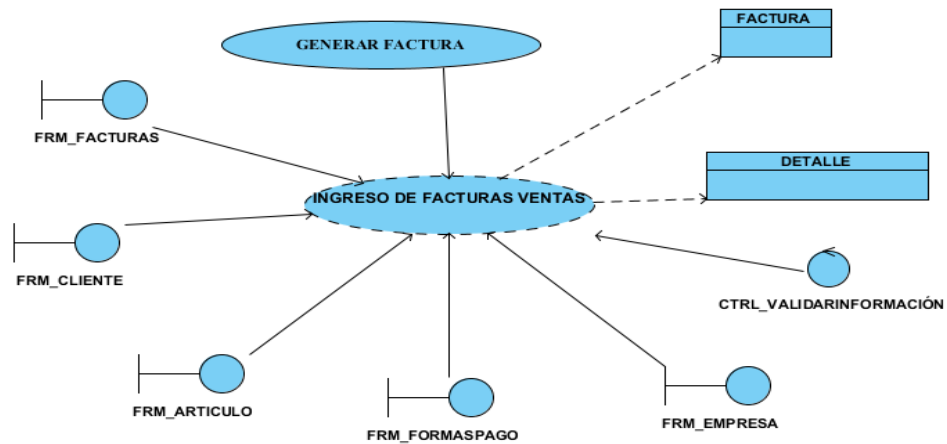 FACTURA
GENERAR FACTURA
FRM_FACTURAS
DETALLE
INGRESO DE FACTURAS VENTAS
FRM_CLIENTE
CTRL_VALIDARINFORMACIÓN
FRM_ARTICULO
FRM_EMPRESA
FRM_FORMASPAGO